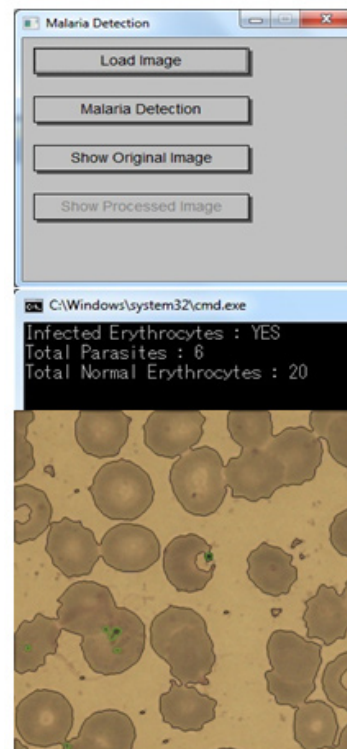 Malaria Detection
Load Image
Malaria Detection
Show Original Image
Show Processed Image
C:\Windows\system32\cmd.exe
Infected Erythrocytes : YES
Total Parasites : 6
Total Normal Erythrocytes : 20